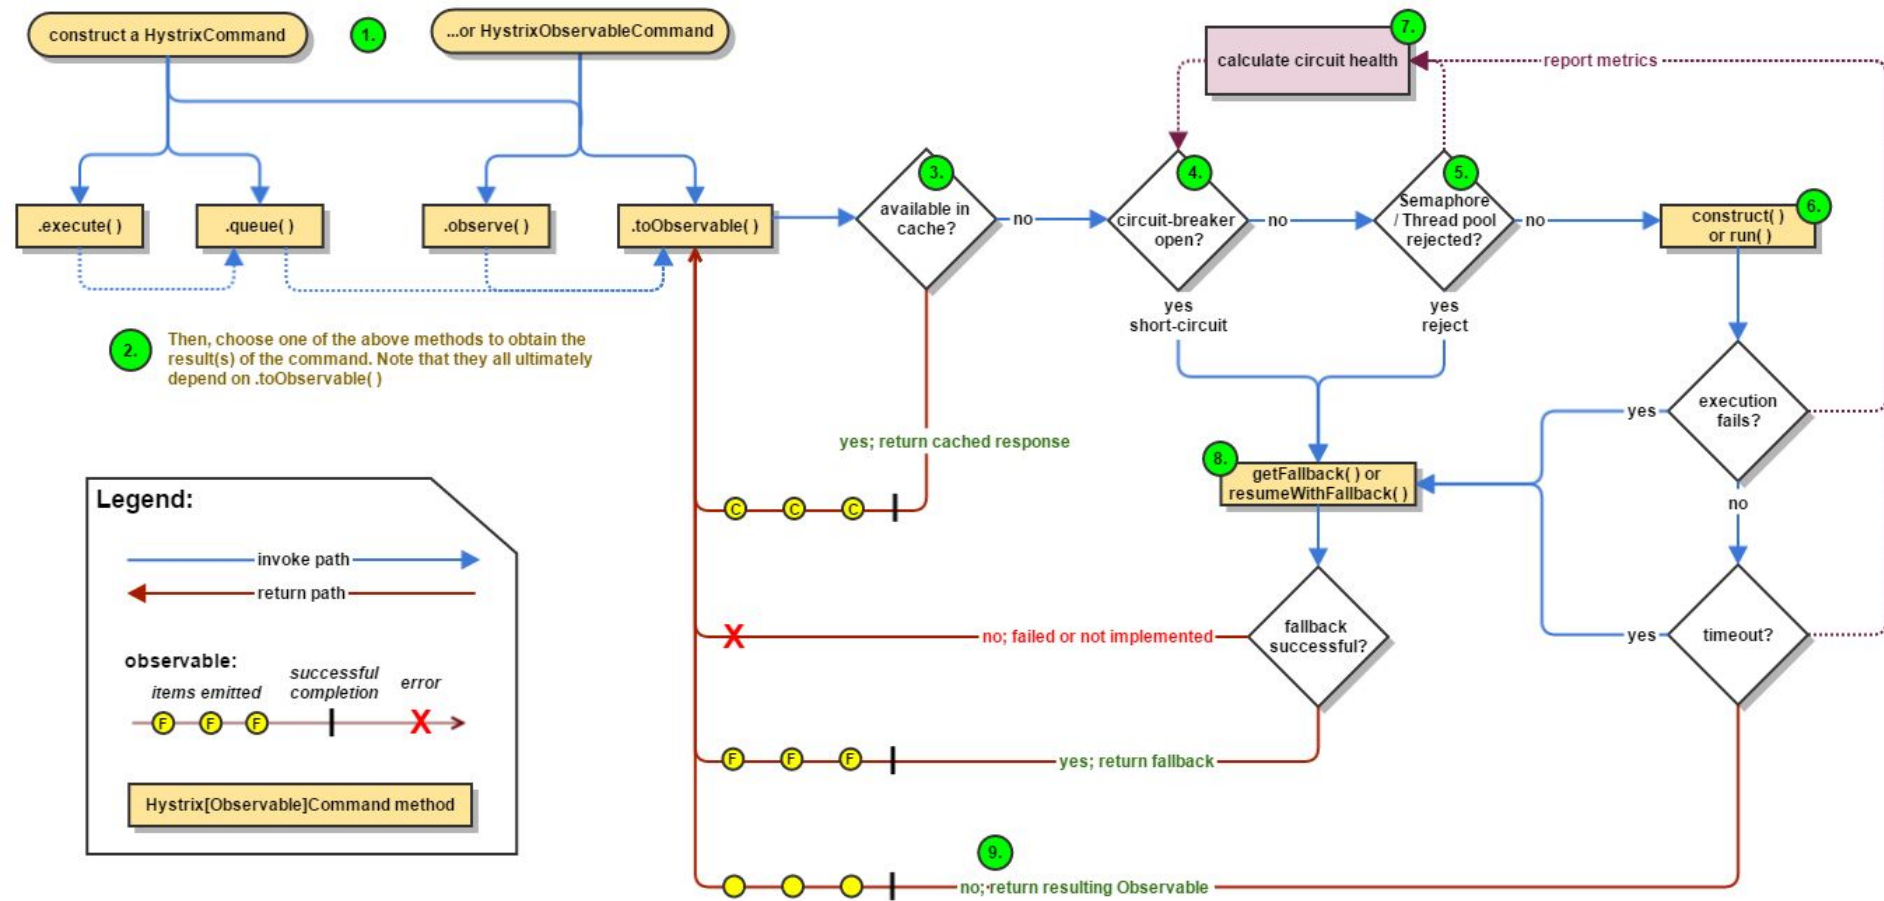 construct a HystrixCommand
1.
...or HystrixObservableCommand
7.
calculate circuit health
report metrics
.execute( )
.queue( )
.observe( )
.toObservable( )
3.
available in
cache?
no
4.
circuit-breaker
open?
no
5.
Semaphore
/ Thread pool
rejected?
no
6.
construct( )
or run( )
2.
Then, choose one of the above methods to obtain the
result(s) of the command. Note that they all ultimately
depend on .toObservable( )
yes
short-circuit
yes
reject
yes
execution
fails?
yes; return cached response
8.
getFallback( ) or
resumeWithFallback( )
no
C
C
C
Legend:
invoke path
return path
observable:
items emitted
successful
completion
error
F
F
F
X
Hystrix[Observable]Command method
X
no; failed or not implemented
fallback
successful?
yes
timeout?
F
F
F
yes; return fallback
9.
no; return resulting Observable